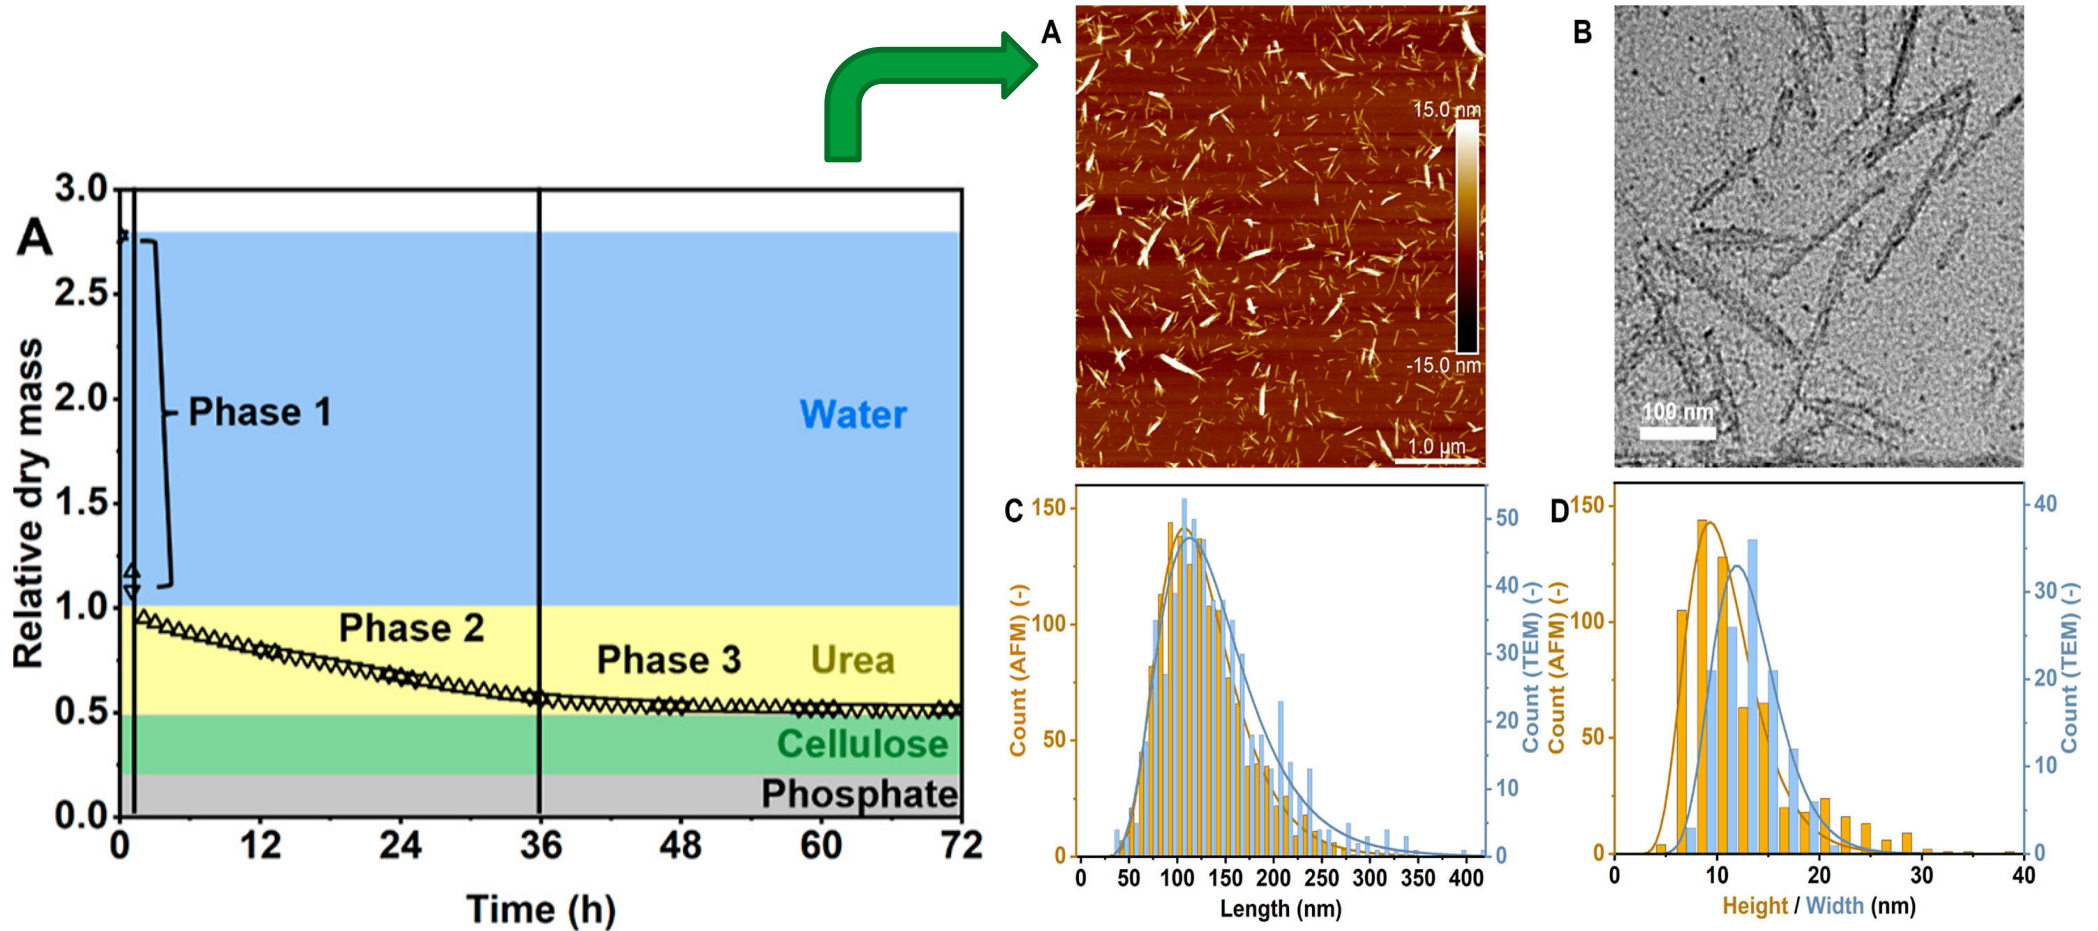 A
3.0
2.5
2.0
1.5
1.0
0.5
0.0
Relative dry mass
Phase 1
Water
Phase 2
Phase 3
Urea
Cellulose
Phosphate
0 12 24 36 48 60 72
Time (h)
A
15.0 nm
-15.0 nm
1.0 µm
B
100 nm
C
150
100
50
0
Count (AFM) (-)
50
40
30
20
10
0
Count (TEM) (-)
0 50 100 150 200 250 300 350 400
Length (nm)
D
150
100
50
0
Count (AFM) (-)
40
30
20
10
0
Count (TEM) (-)
0 10 20 30 40
Height / Width (nm)